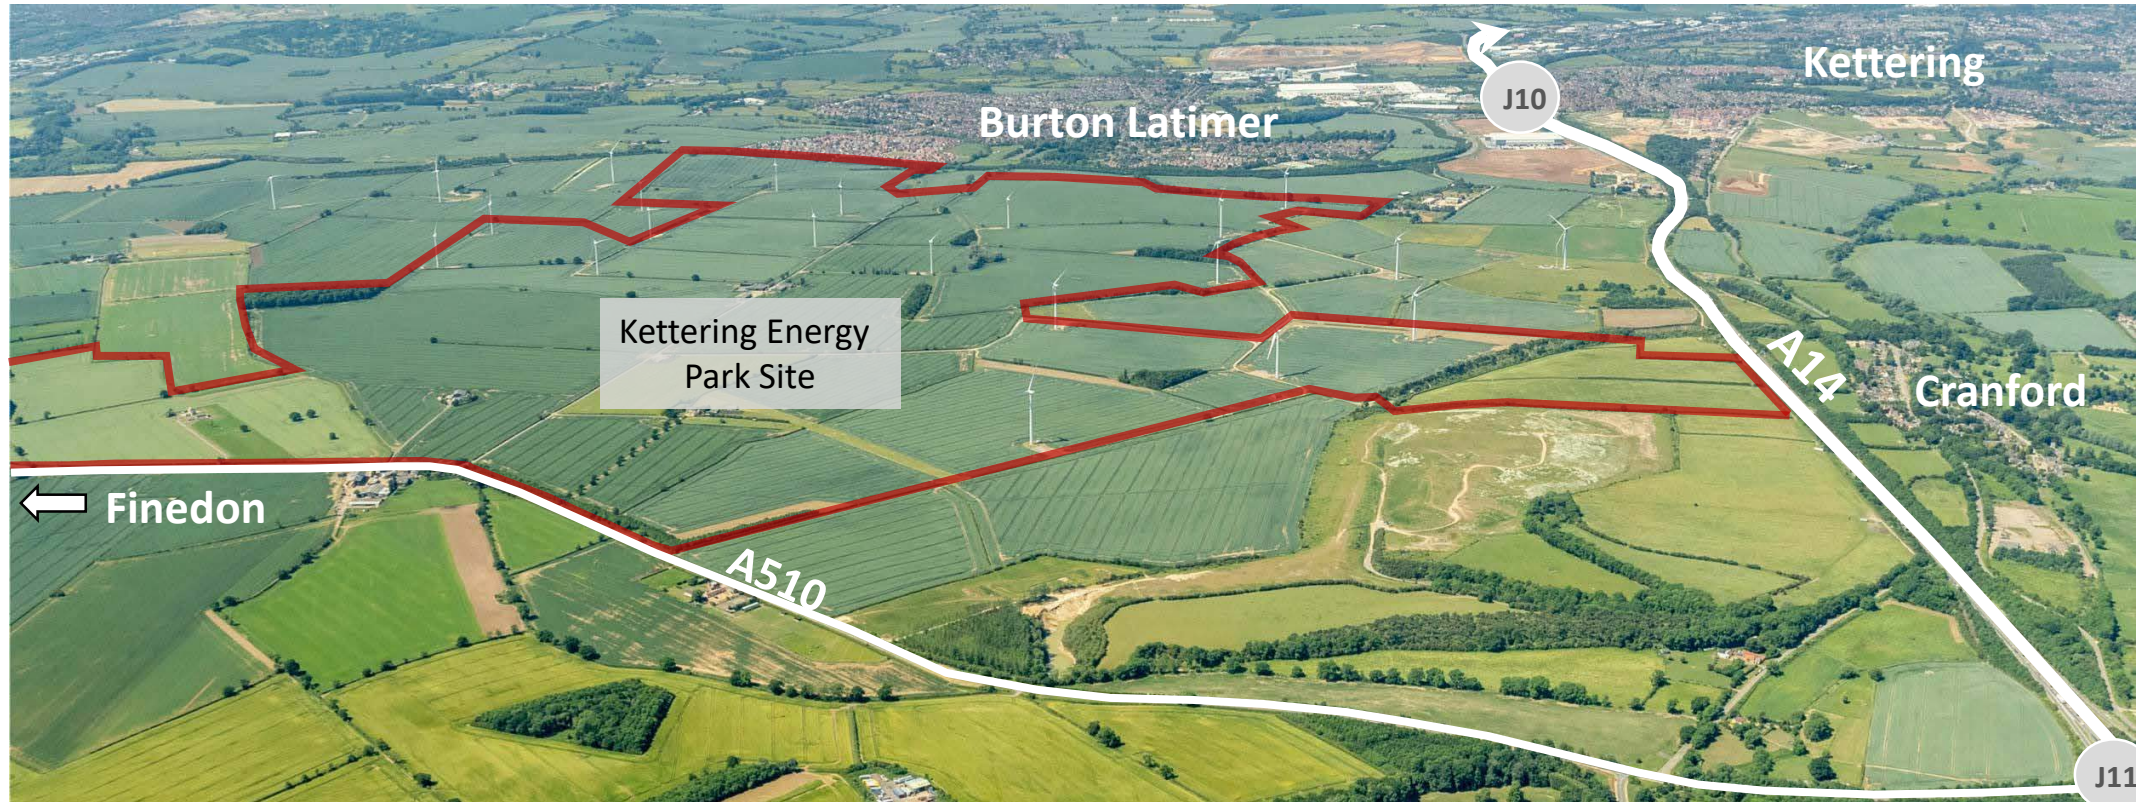 Kettering
J10
Burton Latimer
Kettering Energy
Park Site
A14
Cranford
Finedon
A510
J11